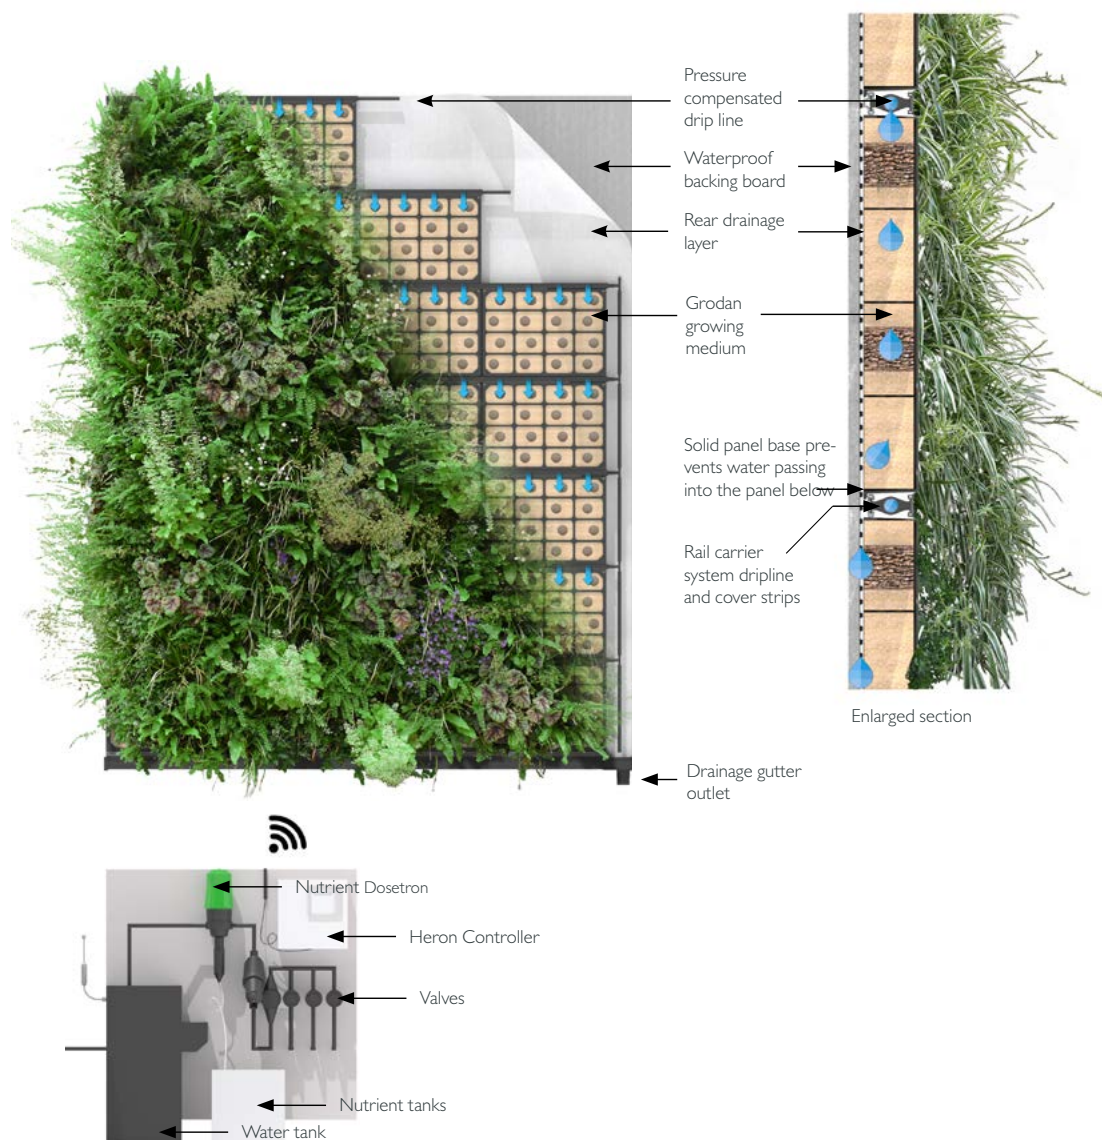 Pressure
compensated
drip line
Waterproof
backing board
Rear drainage
layer
Grodan
growing
medium
Solid panel base pre-
vents water passing
into the panel below
Rail carrier
system dripline
and cover strips
Enlarged section
Drainage gutter
outlet
Nutrient Dosetron
Heron Controller
Valves
Nutrient tanks
Water tank